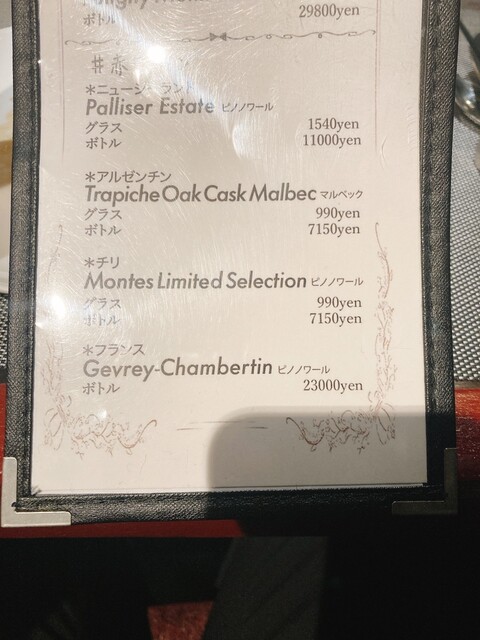 ボトル
29800yen
＊ニュージーランド
Palliser Estate ピノノワール
グラス 1540yen
ボトル 11000yen
＊アルゼンチン
Trapiche Oak Cask Malbec マルベック
グラス 990yen
ボトル 7150yen
＊チリ
Montes Limited Selection ピノノワール
グラス 990yen
ボトル 7150yen
＊フランス
Gevrey-Chambertin ピノノワール
ボトル 23000yen